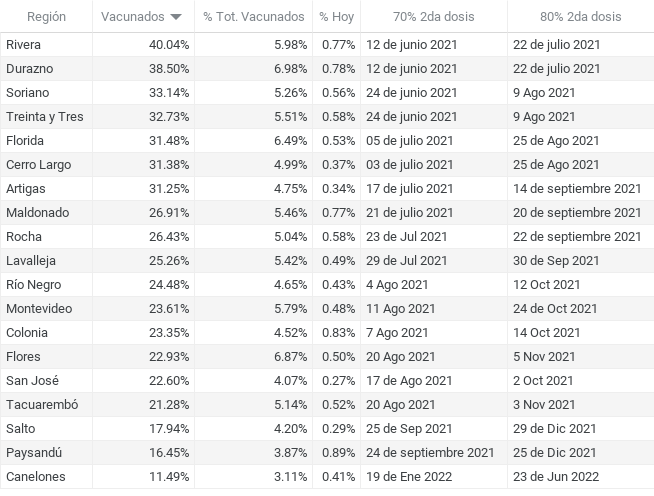 Región Vacunados % Tot. Vacunados % Hoy 70% 2da dosis 80% 2da dosis
Rivera 40.04% 5.98% 0.77% 12 de junio 2021 22 de julio 2021
Durazno 38.50% 6.98% 0.78% 12 de junio 2021 22 de julio 2021
Soriano 33.14% 5.26% 0.56% 24 de junio 2021 9 Ago 2021
Treinta y Tres 32.73% 5.51% 0.58% 24 de junio 2021 9 Ago 2021
Florida 31.48% 6.49% 0.53% 05 de julio 2021 25 de Ago 2021
Cerro Largo 31.38% 4.99% 0.37% 03 de julio 2021 25 de Ago 2021
Artigas 31.25% 4.75% 0.34% 17 de julio 2021 14 de septiembre 2021
Maldonado 26.91% 5.46% 0.77% 21 de julio 2021 20 de septiembre 2021
Rocha 26.43% 5.04% 0.58% 23 de Jul 2021 22 de septiembre 2021
Lavalleja 25.26% 5.42% 0.49% 29 de Jul 2021 30 de Sep 2021
Río Negro 24.48% 4.65% 0.43% 4 Ago 2021 12 Oct 2021
Montevideo 23.61% 5.79% 0.48% 11 Ago 2021 24 de Oct 2021
Colonia 23.35% 4.52% 0.83% 7 Ago 2021 14 Oct 2021
Flores 22.93% 6.87% 0.50% 20 Ago 2021 5 Nov 2021
San José 22.60% 4.07% 0.27% 17 de Ago 2021 2 Oct 2021
Tacuarembó 21.28% 5.14% 0.52% 20 Ago 2021 3 Nov 2021
Salto 17.94% 4.20% 0.29% 25 de Sep 2021 29 de Dic 2021
Paysandú 16.45% 3.87% 0.89% 24 de septiembre 2021 25 de Dic 2021
Canelones 11.49% 3.11% 0.41% 19 de Ene 2022 23 de Jun 2022